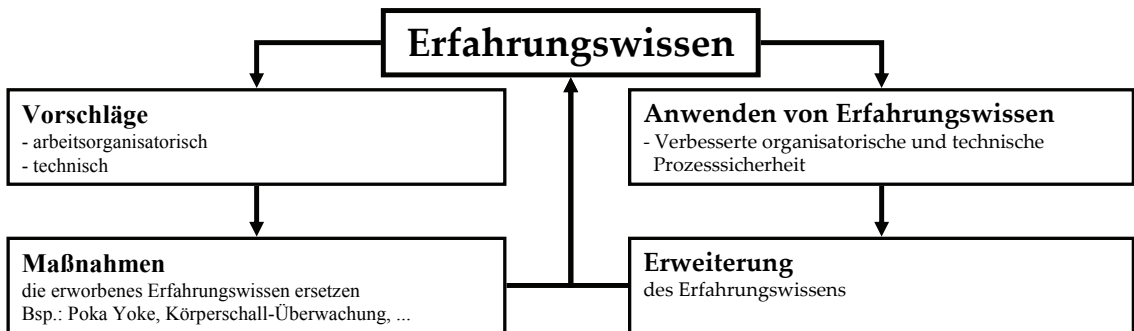 Erfahrungswissen
Vorschläge
- arbeitsorganisatorisch
- technisch
Anwenden von Erfahrungswissen
- Verbesserte organisatorische und technische
Prozesssicherheit
Maßnahmen
die erworbenes Erfahrungswissen ersetzen
Bsp.: Poka Yoke, Körperschall-Überwachung, ...
Erweiterung
des Erfahrungswissens